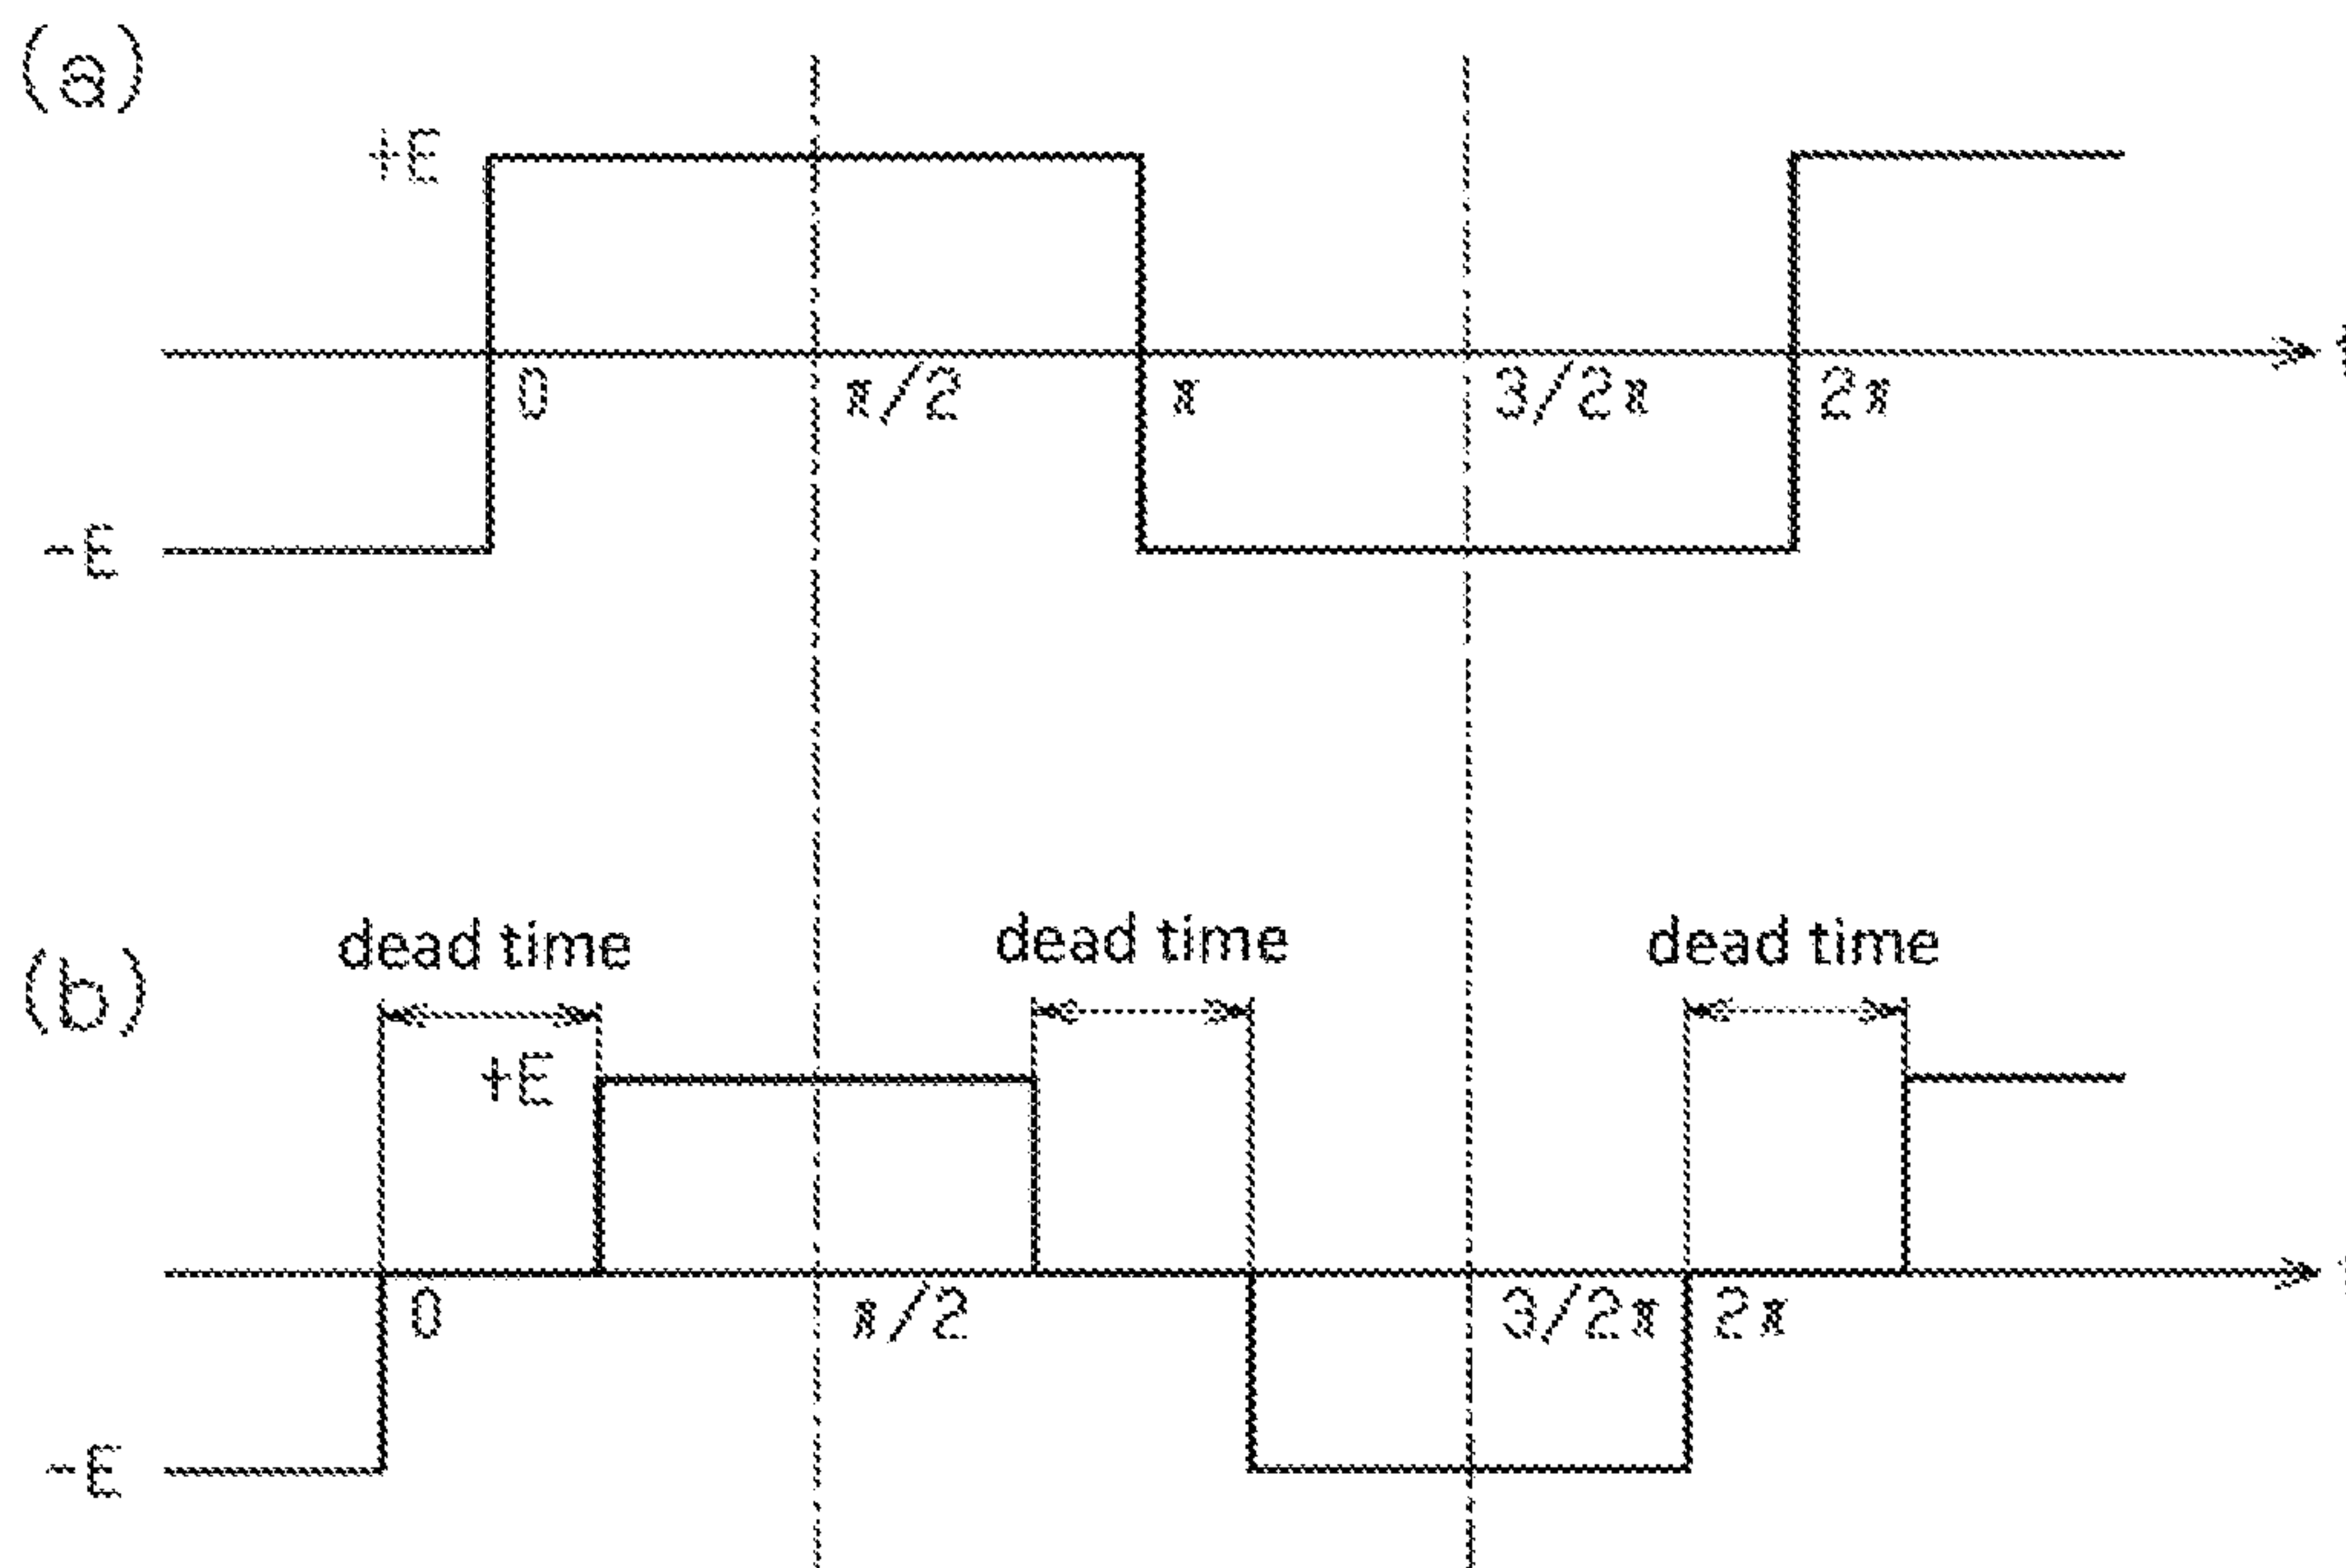 (a)
+E
0 π/2 π 3/2π 2π
-E
dead time dead time dead time
(b)
+E
0 π/2 3/2π 2π
-E